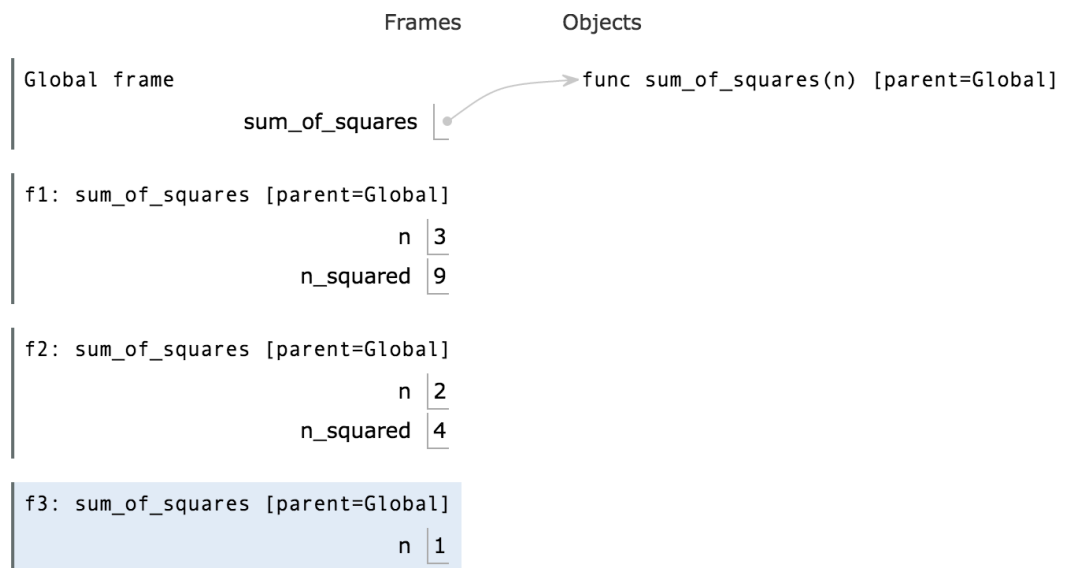 Frames Objects
Global frame func sum_of_squares(n) [parent=Global]
sum_of_squares
f1: sum_of_squares [parent=Global]
n 3
n_squared 9
f2: sum_of_squares [parent=Global]
n 2
n_squared 4
f3: sum_of_squares [parent=Global]
n 1